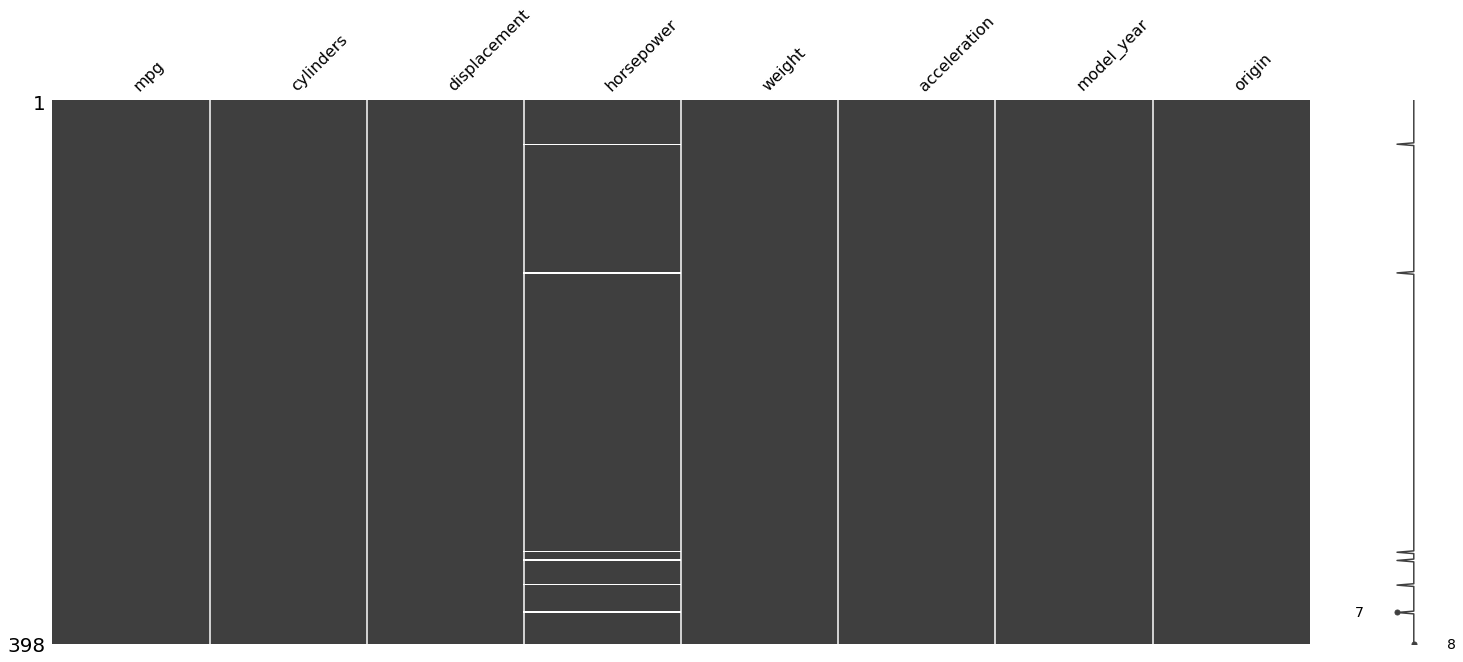 mpg
cylinders
displacement
horsepower
weight
acceleration
model_year
origin
1
7
398
8